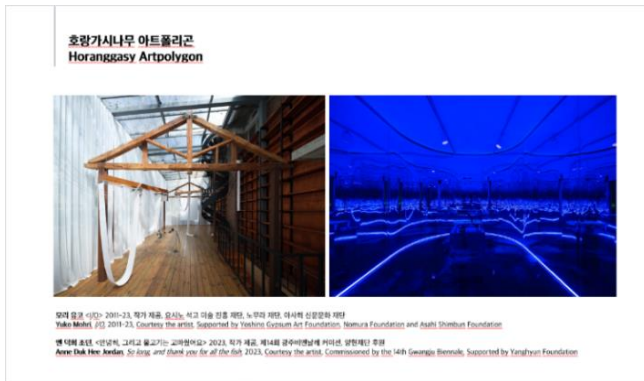 호랑가시나무 아트폴리곤
Horanggasy Artpolygon
모리 유코 <I/O> 2011-23, 작가 제공, 요시노 석고 미술 진흥 재단, 노무라 재단, 아사히 신문문화 재단
Yuko Mohri, I/O, 2011-23, Courtesy the artist, Supported by Yoshino Gypsum Art Foundation, Nomura Foundation and Asahi Shimbun Foundation
앤 덕희 조던, <안녕히, 그리고 물고기는 고마웠어요> 2023, 작가 제공, 제14회 광주비엔날레 커미션, 양현재단 후원
Anne Duk Hee Jordan, So long, and thank you for all the fish, 2023, Courtesy the artist, Commissioned by the 14th Gwangju Biennale, Supported by Yanghyun Foundation